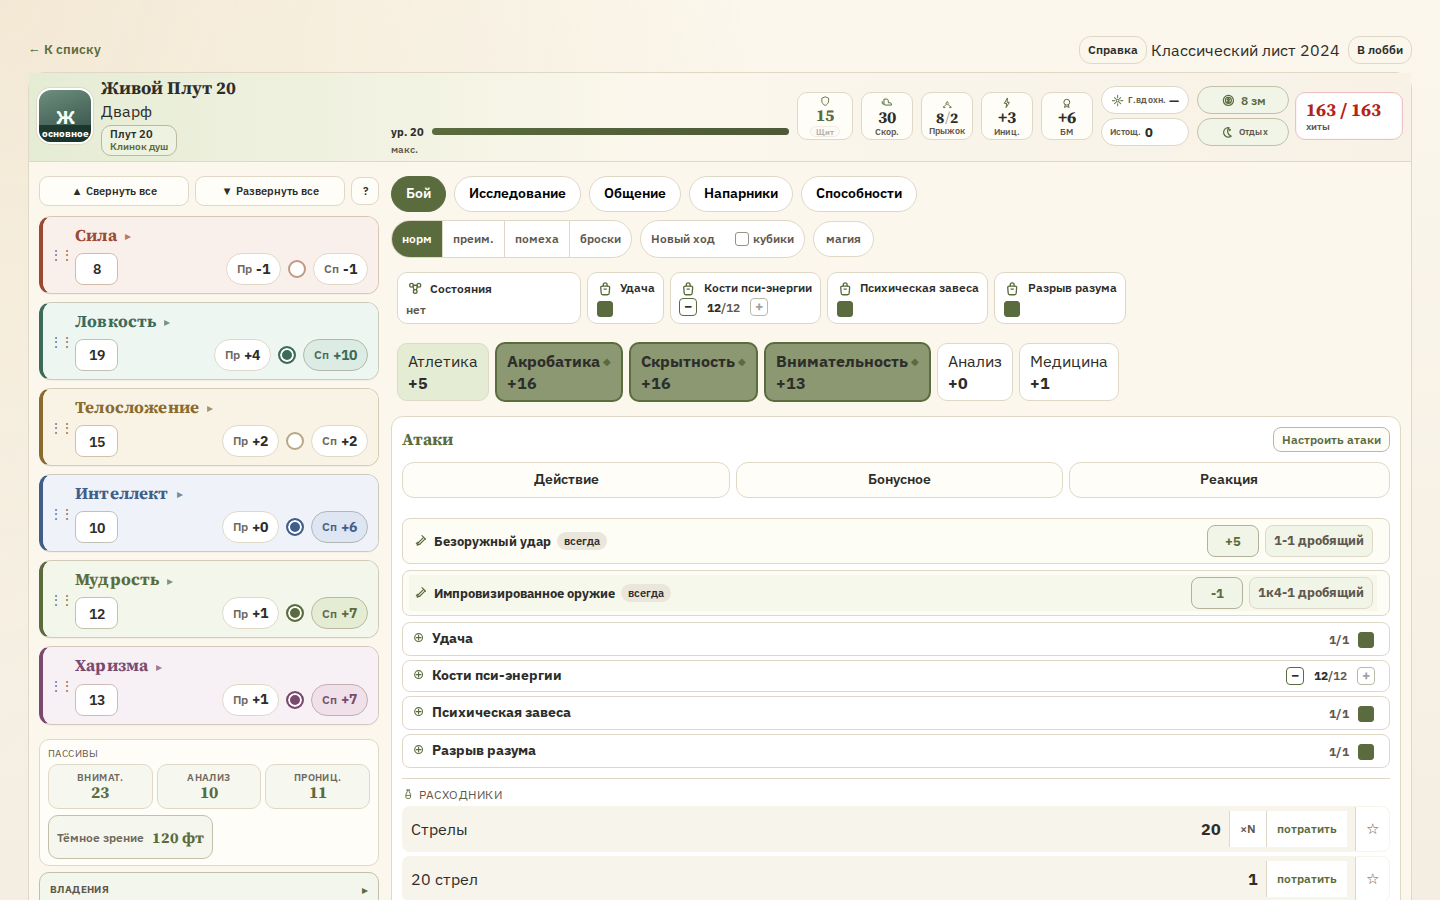 ← К списку
Справка Классический лист 2024 В лобби
Ж
основное
Живой Плут 20
Дварф
Плут 20
Клинок душ
ур. 20
макс.
15
Щит
30
Скор.
8/2
Прыжок
+3
Иниц.
+6
БМ
Г.вдохн. —
Истощ. 0
8 зм
Отдых
163 / 163
хиты
▲ Свернуть все ▼ Развернуть все ?
Сила ▸
8 Пр -1 Сп -1
Ловкость ▸
19 Пр +4 Сп +10
Телосложение ▸
15 Пр +2 Сп +2
Интеллект ▸
10 Пр +0 Сп +6
Мудрость ▸
12 Пр +1 Сп +7
Харизма ▸
13 Пр +1 Сп +7
ПАССИВЫ
ВНИМАТ. АНАЛИЗ ПРОНИЦ.
23 10 11
Тёмное зрение 120 фт
ВЛАДЕНИЯ ▸
Бой Исследование Общение Напарники Способности
норм преим. помеха броски Новый ход кубики магия
Состояния
нет
Удача
Кости пси-энергии
− 12/12 +
Психическая завеса
Разрыв разума
Атлетика
+5
Акробатика ◆
+16
Скрытность ◆
+16
Внимательность ◆
+13
Анализ
+0
Медицина
+1
Атаки Настроить атаки
Действие Бонусное Реакция
Безоружный удар всегда +5 1-1 дробящий
Импровизированное оружие всегда -1 1к4-1 дробящий
Удача 1/1
Кости пси-энергии − 12/12 +
Психическая завеса 1/1
Разрыв разума 1/1
РАСХОДНИКИ
Стрелы 20 ×N потратить ☆
20 стрел 1 потратить ☆